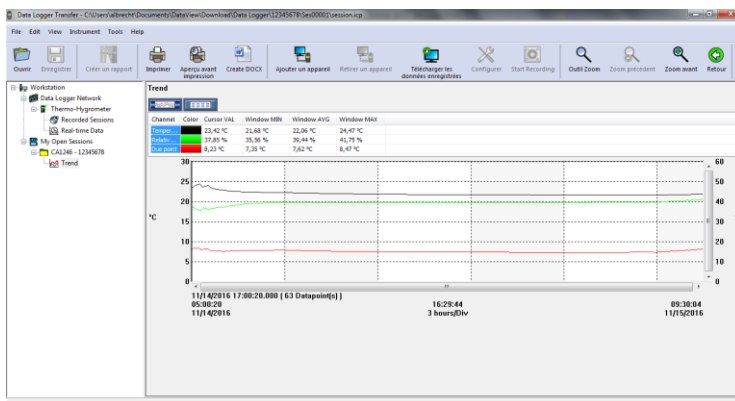 Data Logger Transfer - C:\Users\albrecht\Documents\DataView\Download\Data Logger\12345678\Ses00001\session.icp
File Edit View Instrument Tools Help
Ouvrir Enregistrer Créer un rapport Imprimer Aperçu avant impression Create DOCX Ajouter un appareil Retirer un appareil Télécharger les données enregistrées Configurer Start Recording Outil Zoom Zoom précédent Zoom avant Retour
Workstation
Data Logger Network
Thermo-Hygrometer
Recorded Sessions
Real-time Data
My Open Sessions
CA1246 - 12345678
Trend
Trend
Channel Color Cursor VAL Window MIN Window AVG Window MAX
Temper... 23,42 °C 21,68 °C 22,06 °C 24,47 °C
Relativ... 37,85 % 35,56 % 39,44 % 41,75 %
Due point 8,23 °C 7,35 °C 7,62 °C 8,47 °C
30 60
25 50
20 40
°C
15 30
10 20
5 10
0 0
11/14/2016 17:00:20.000 [ 63 Datapoint(s) ]
05:00:20 16:29:44 09:30:04
11/14/2016 3 hours/Div 11/15/2016